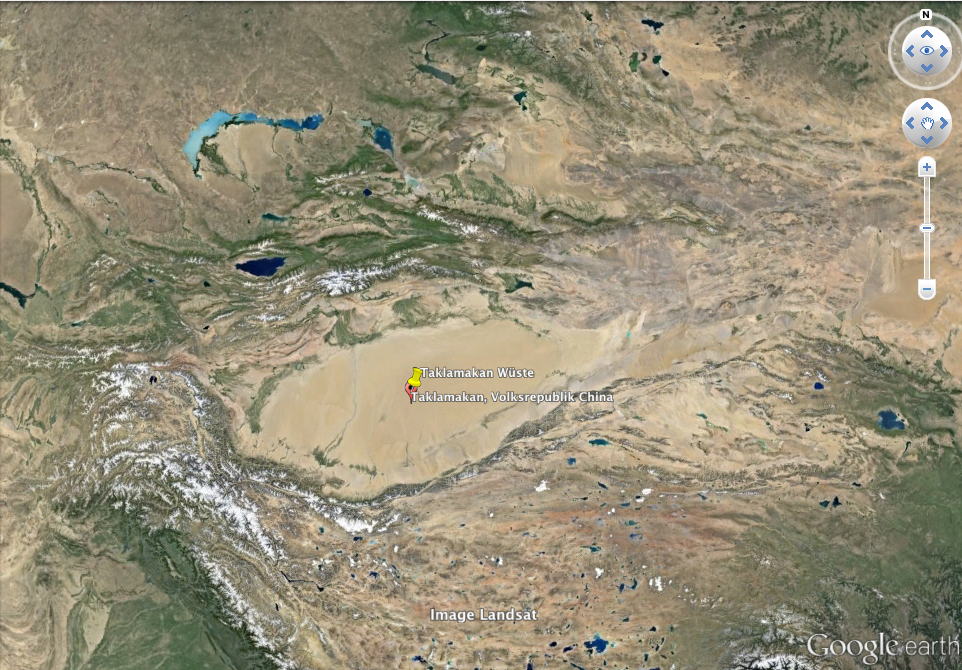 N
Taklamakan Wüste
Taklamakan, Volksrepublik China
Image Landsat
Google earth